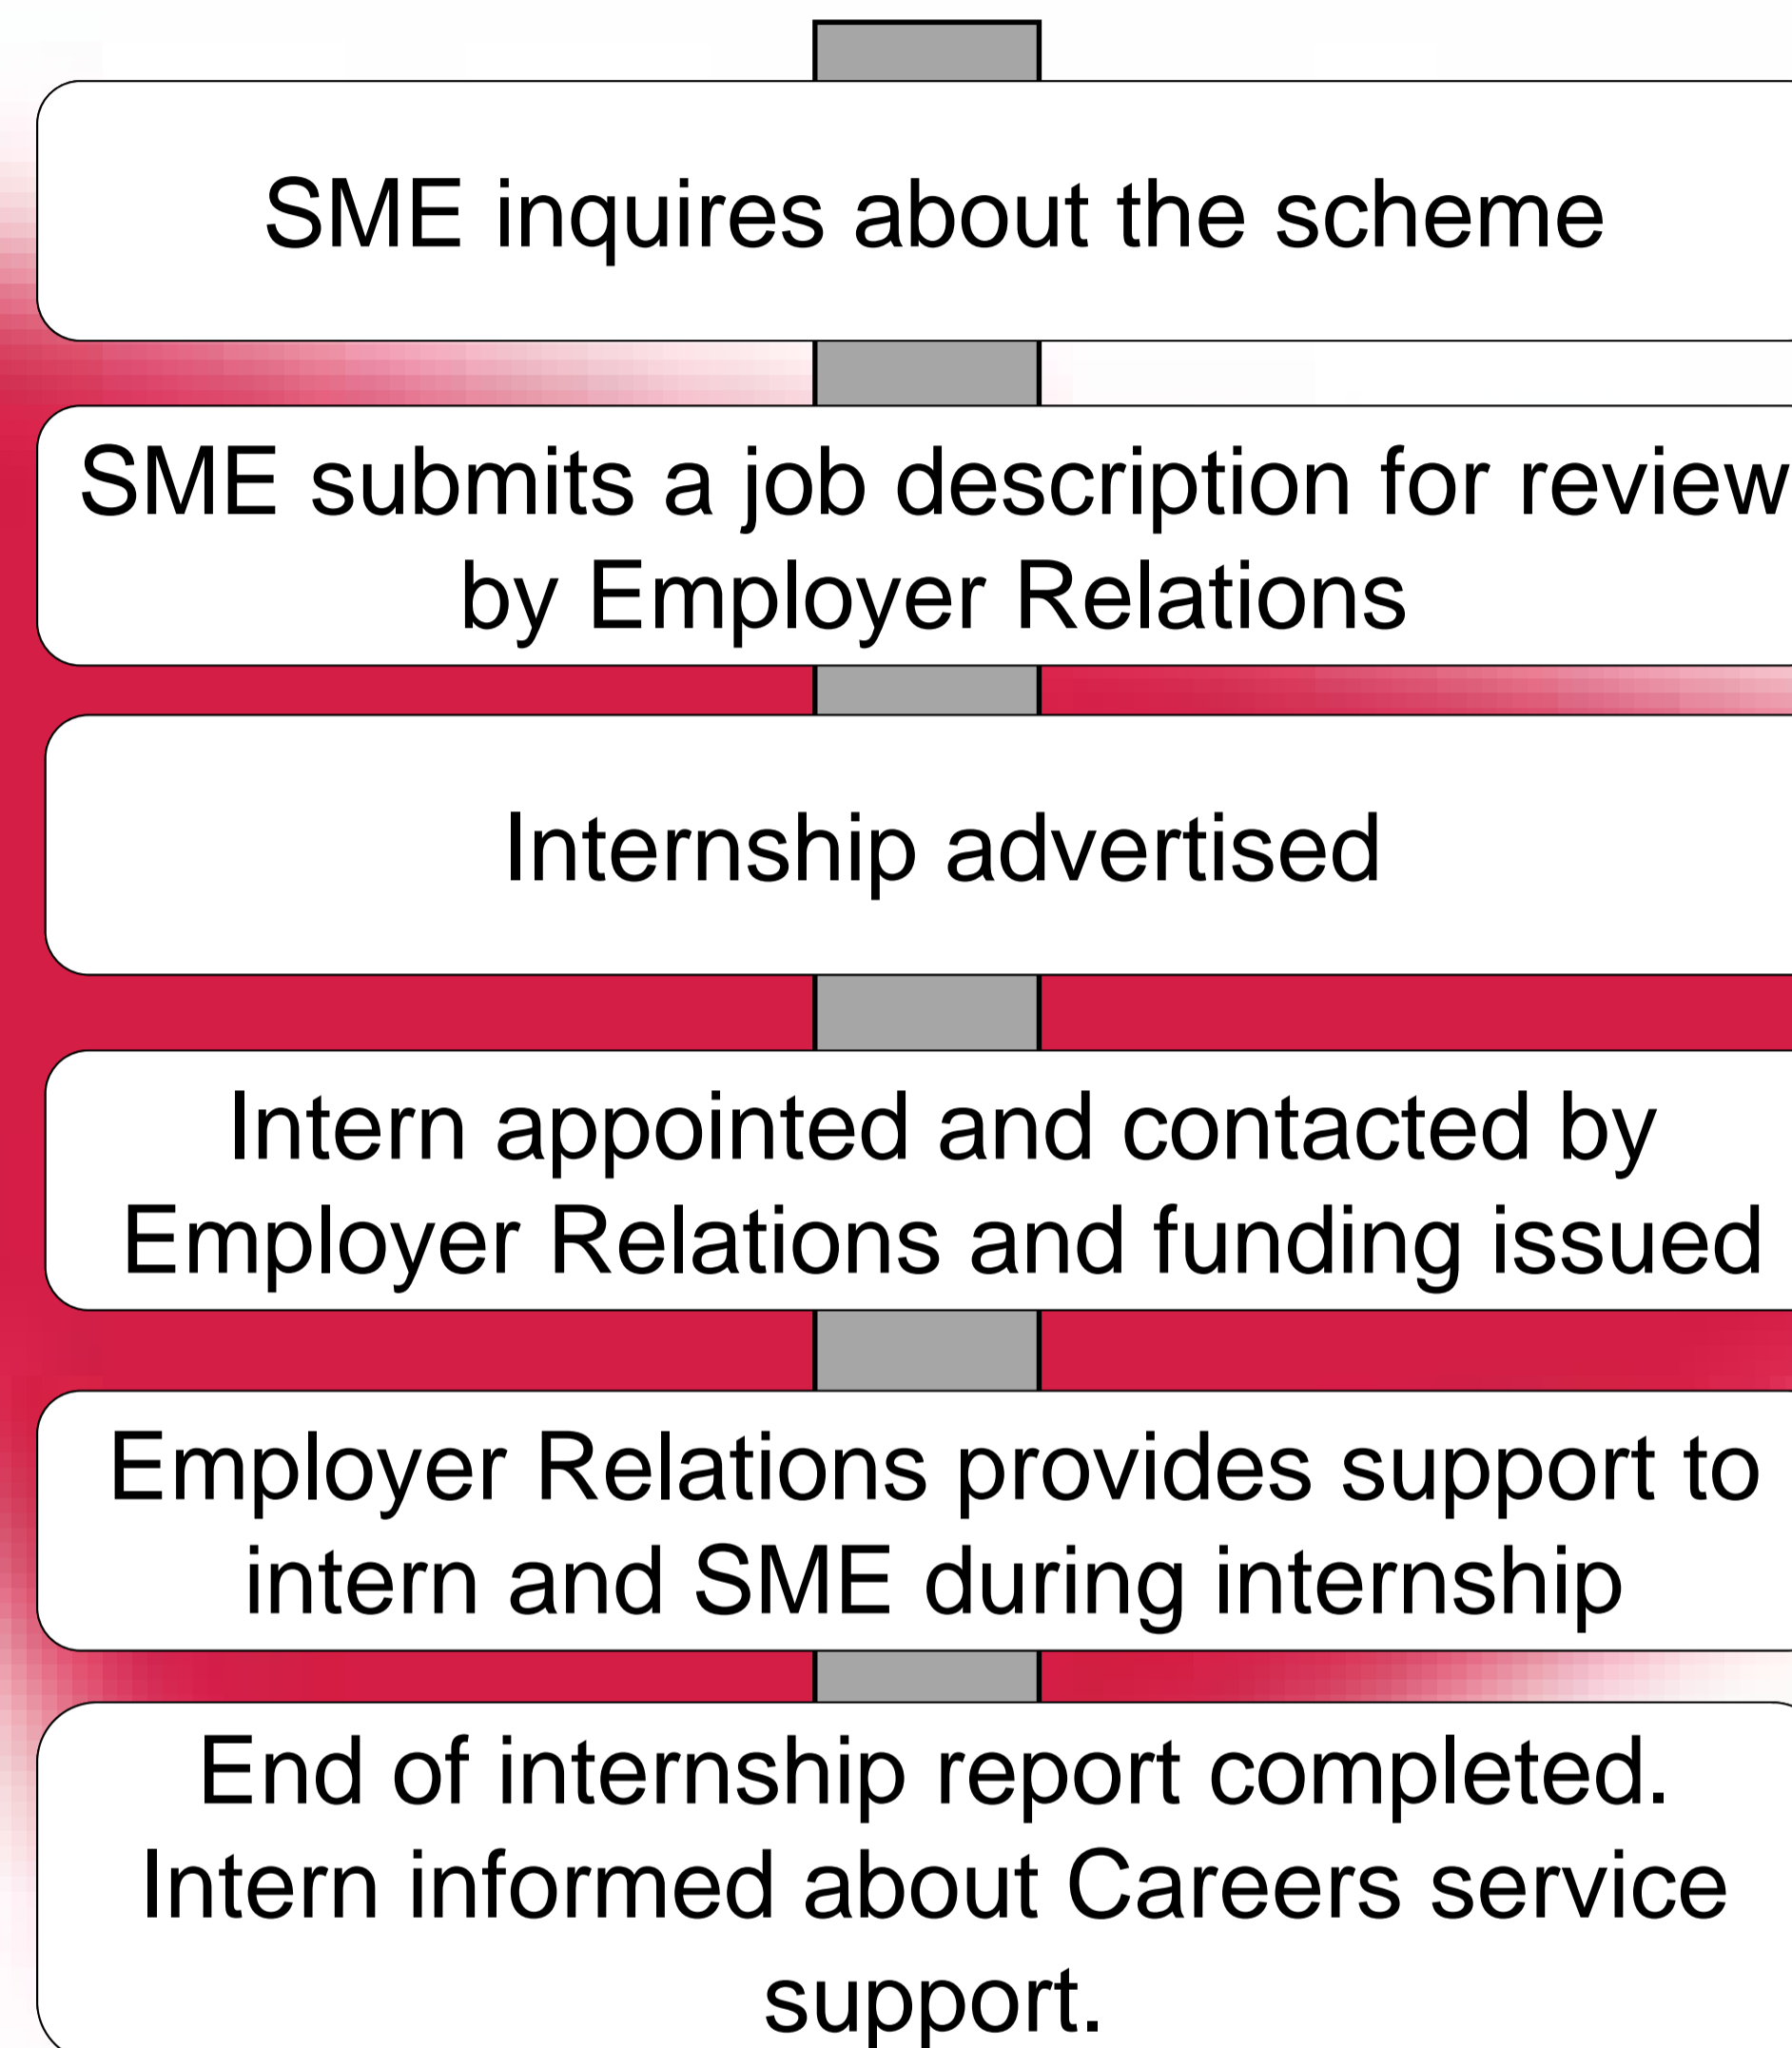 SME inquires about the scheme
SME submits a job description for review
by Employer Relations
Internship advertised
Intern appointed and contacted by
Employer Relations and funding issued
Employer Relations provides support to
intern and SME during internship
End of internship report completed.
Intern informed about Careers service
support.